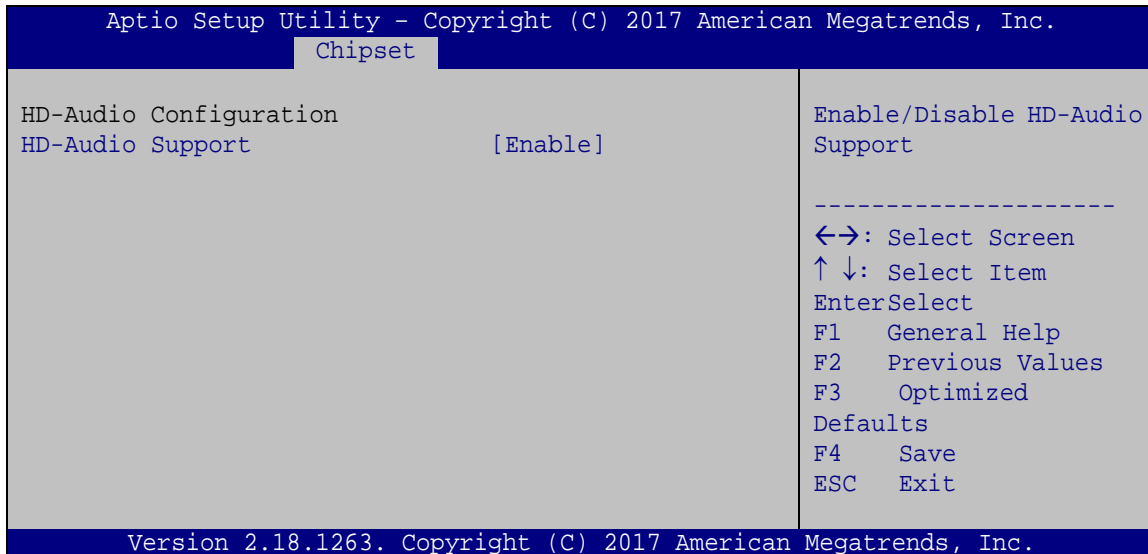 Aptio Setup Utility – Copyright (C) 2017 American Megatrends, Inc.
Chipset
HD-Audio Configuration
HD-Audio Support [Enable]
Enable/Disable HD-Audio
Support
---------------------
←→: Select Screen
↑ ↓: Select Item
EnterSelect
F1 General Help
F2 Previous Values
F3 Optimized
Defaults
F4 Save
ESC Exit
Version 2.18.1263. Copyright (C) 2017 American Megatrends, Inc.